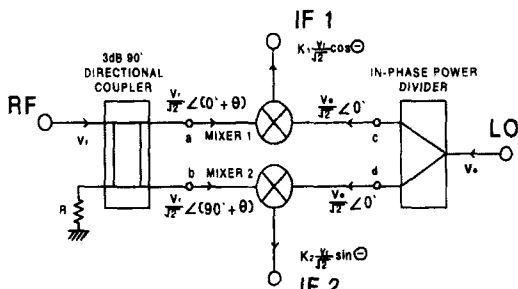 IF 1
K₁ Vr/√2 cosΘ
3dB 90°
DIRECTIONAL
COUPLER
IN-PHASE POWER
DIVIDER
RF
Vr
Vr/√2 ∠(0°+θ)
a
MIXER 1
Vo/√2 ∠0°
c
LO
Vo
b
MIXER 2
d
R
Vr/√2 ∠(90°+θ)
Vo/√2 ∠0°
K₂ Vr/√2 sinΘ
IF 2